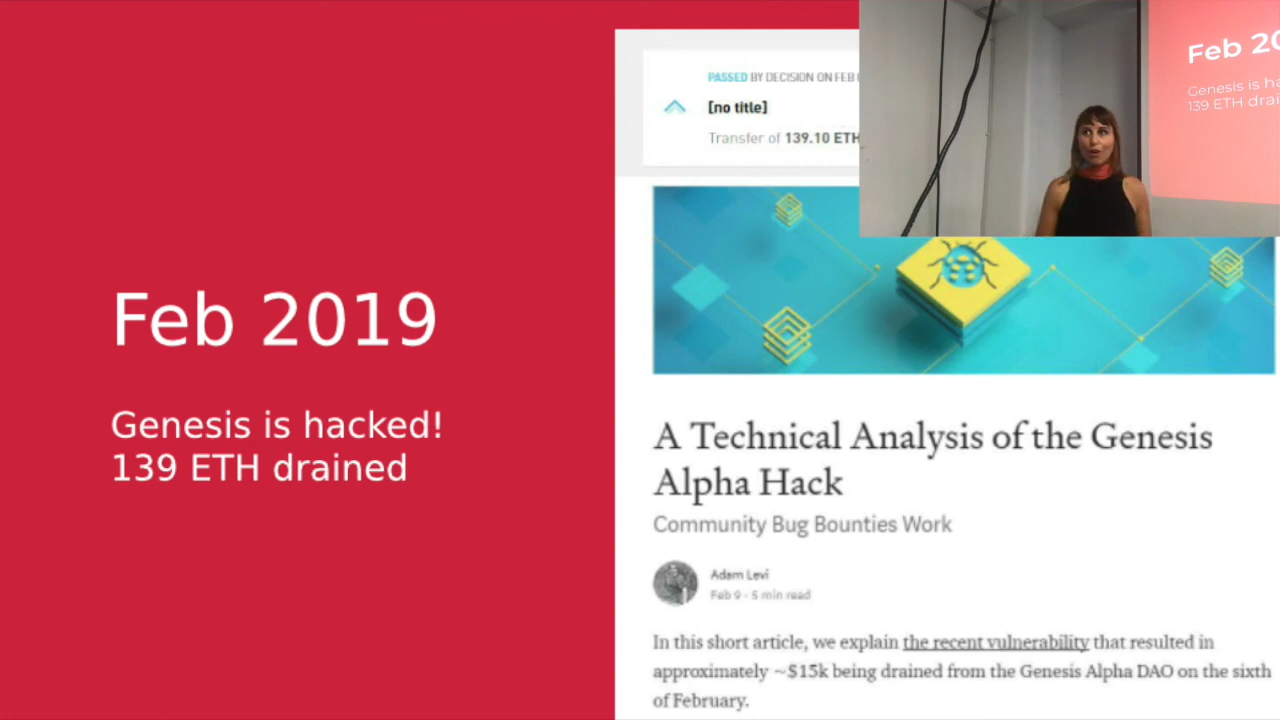 Feb 2019
Genesis is hacked!
139 ETH drained
PASSED BY DECISION ON FEB
[no title]
Transfer of 139.10 ETH
Feb 20
Genesis is ha
139 ETH drai
A Technical Analysis of the Genesis
Alpha Hack
Community Bug Bounties Work
Adam Levi
Feb 9 · 5 min read
In this short article, we explain the recent vulnerability that resulted in
approximately ~$15k being drained from the Genesis Alpha DAO on the sixth
of February.